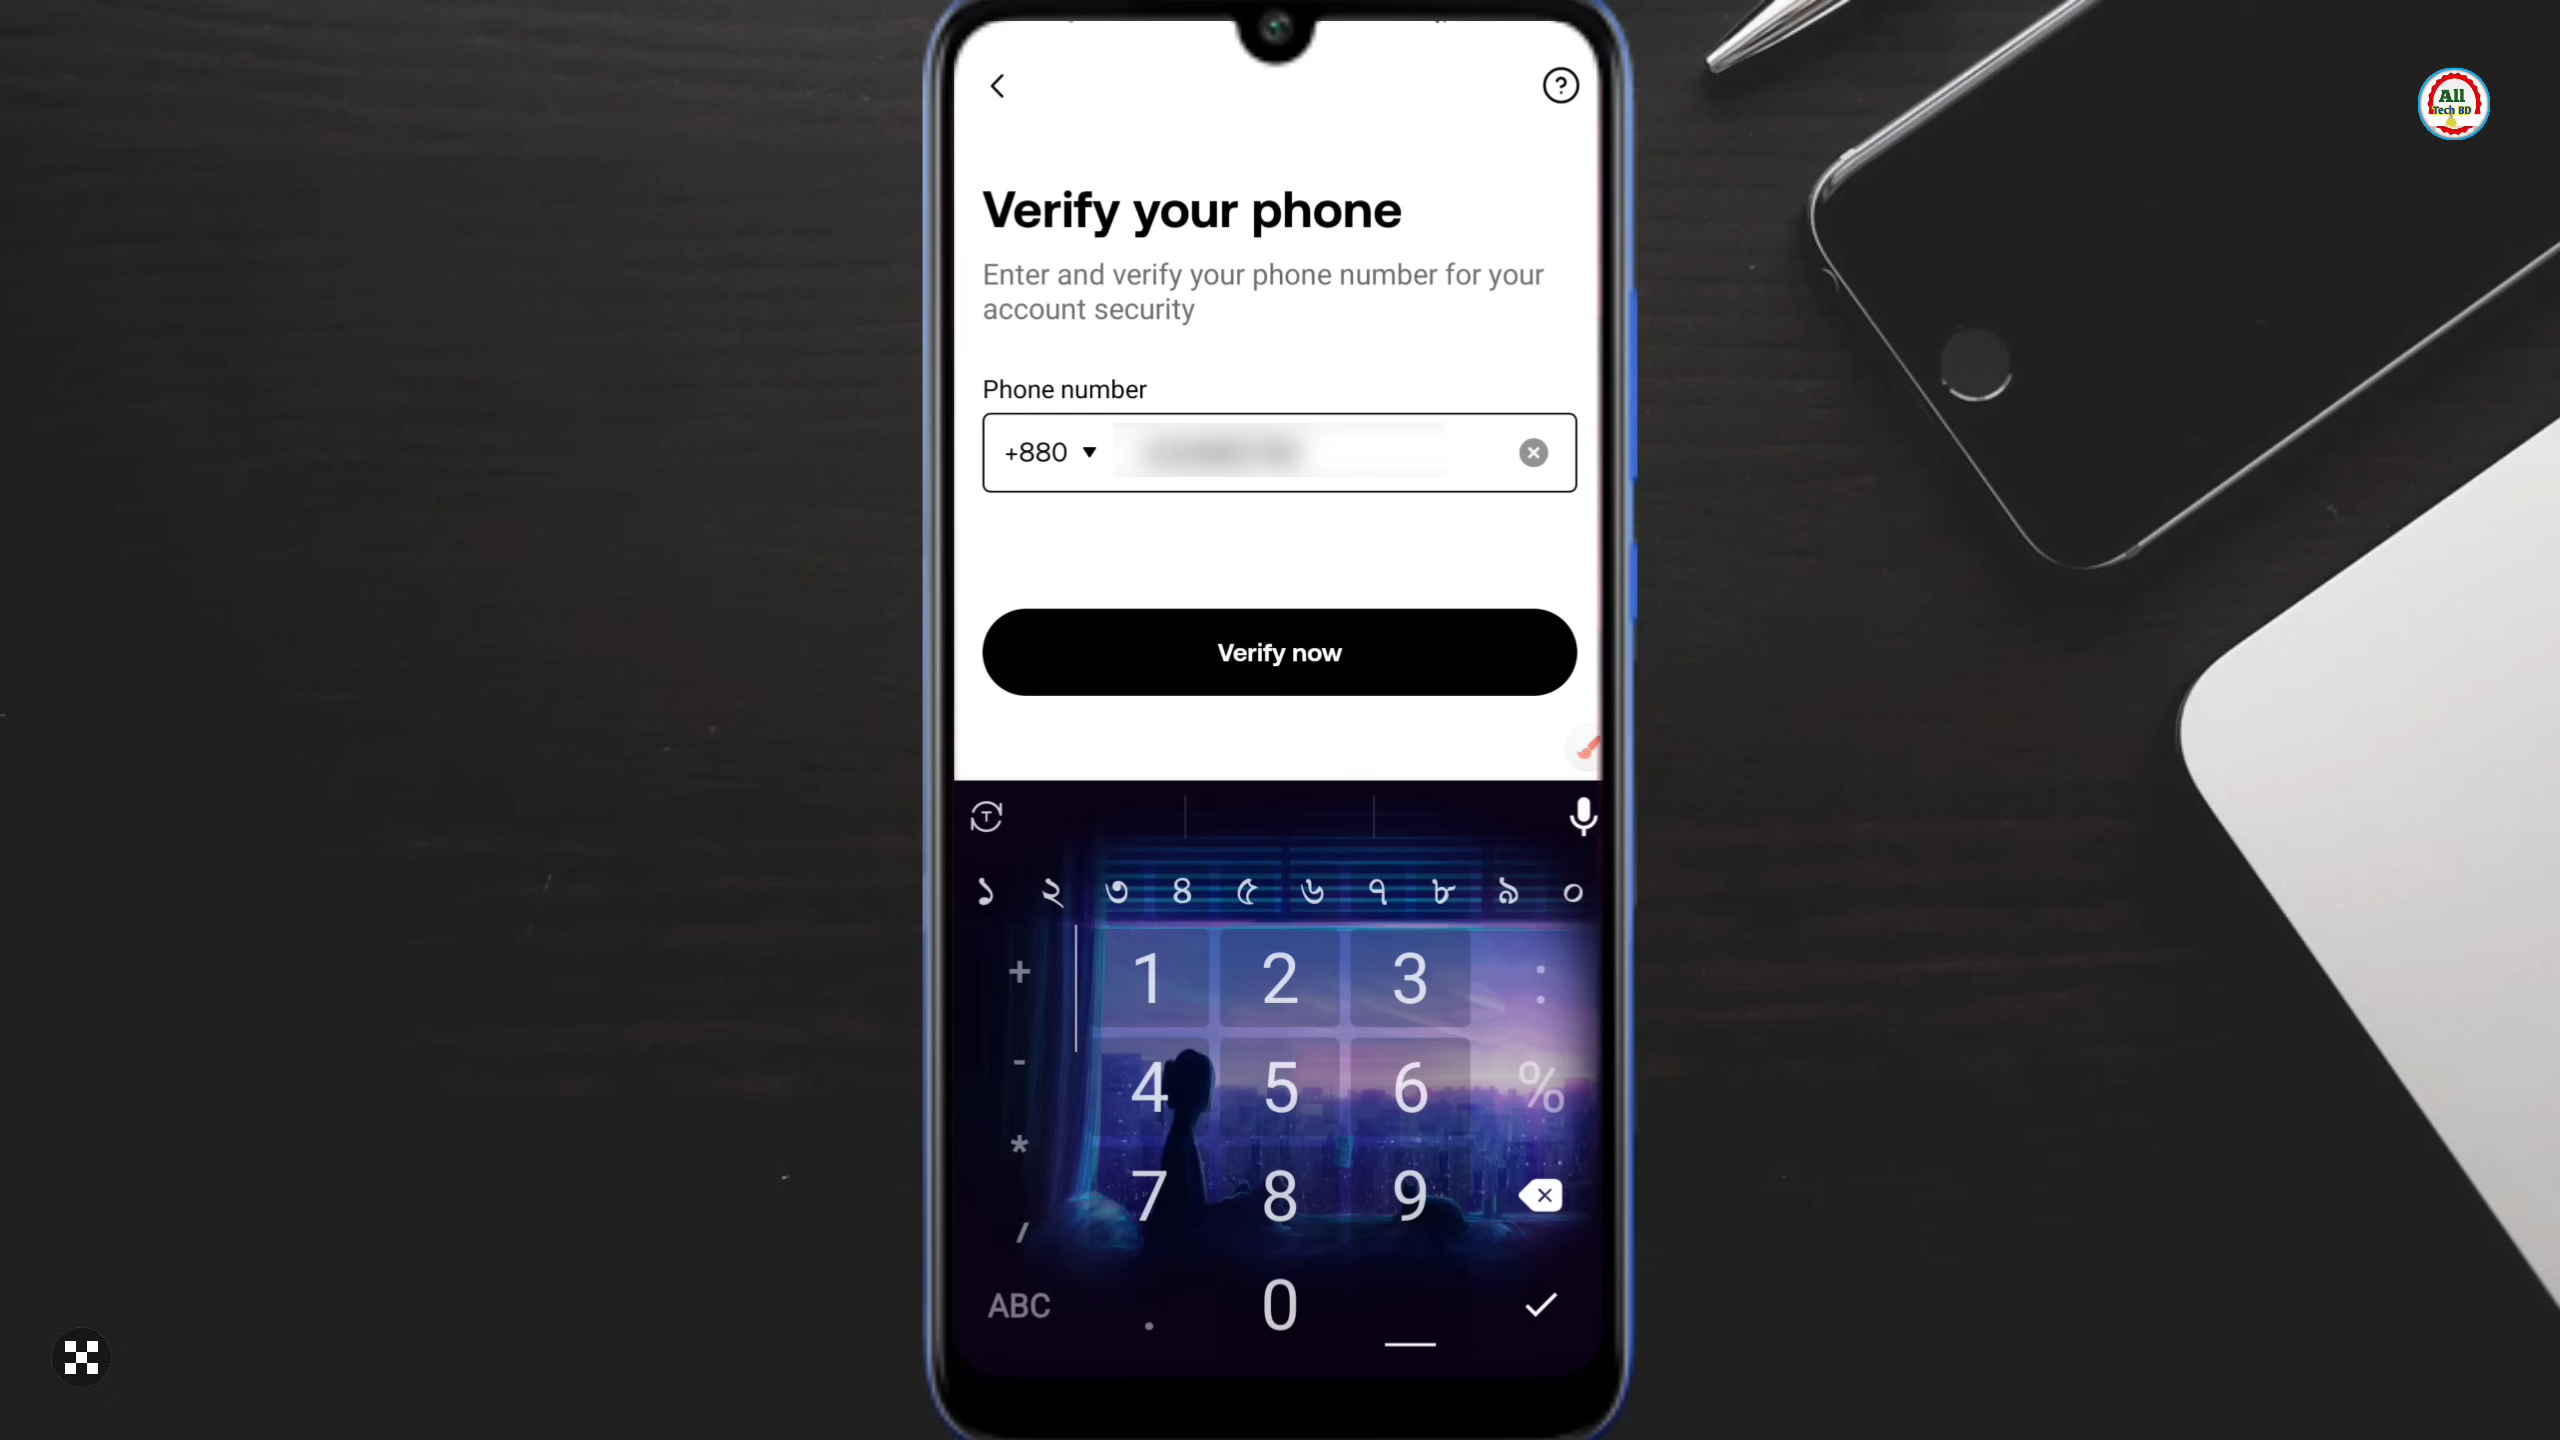 All
Tech BD
Verify your phone
Enter and verify your phone number for your
account security
Phone number
+880
Verify now
১ ২ ৩ ৪ ৫ ৬ ৭ ৮ ৯ ০
+ 1 2 3 :
- 4 5 6 %
*
7 8 9
/
ABC . 0